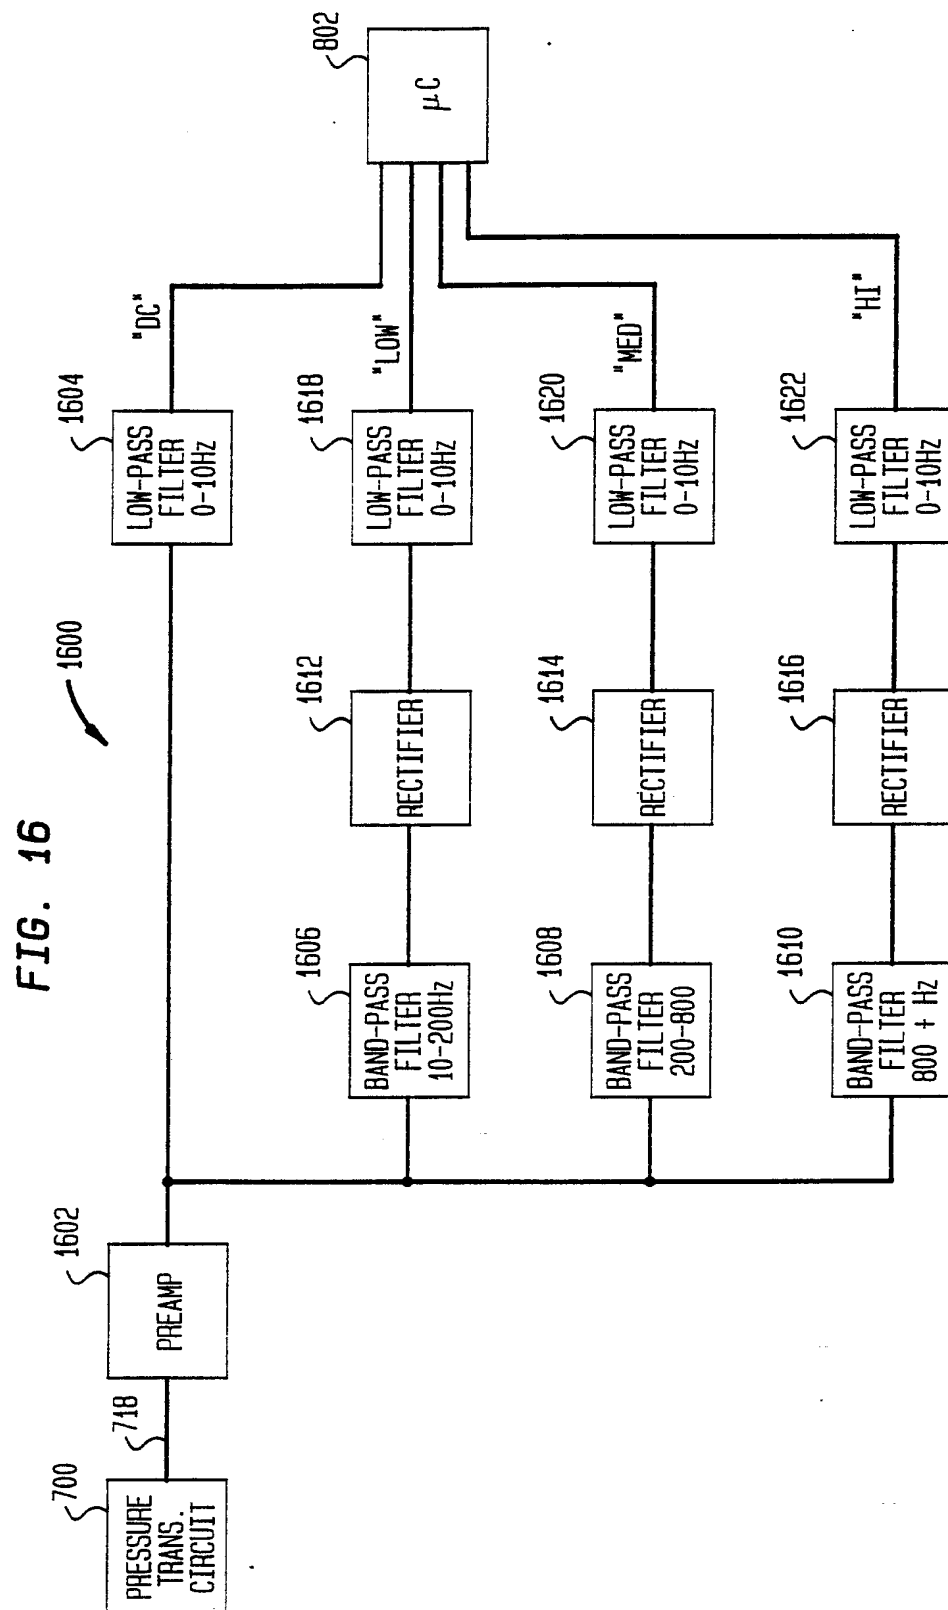 FIG. 16
1600
700
PRESSURE
TRANS.
CIRCUIT
718
1602
PREAMP
1604
LOW-PASS
FILTER
0-10Hz
"DC"
1606
BAND-PASS
FILTER
10-200Hz
1612
RECTIFIER
1618
LOW-PASS
FILTER
0-10Hz
"LOW"
1608
BAND-PASS
FILTER
200-800
1614
RECTIFIER
1620
LOW-PASS
FILTER
0-10Hz
"MED"
1610
BAND-PASS
FILTER
800 + Hz
1616
RECTIFIER
1622
LOW-PASS
FILTER
0-10Hz
"HI"
802
μC